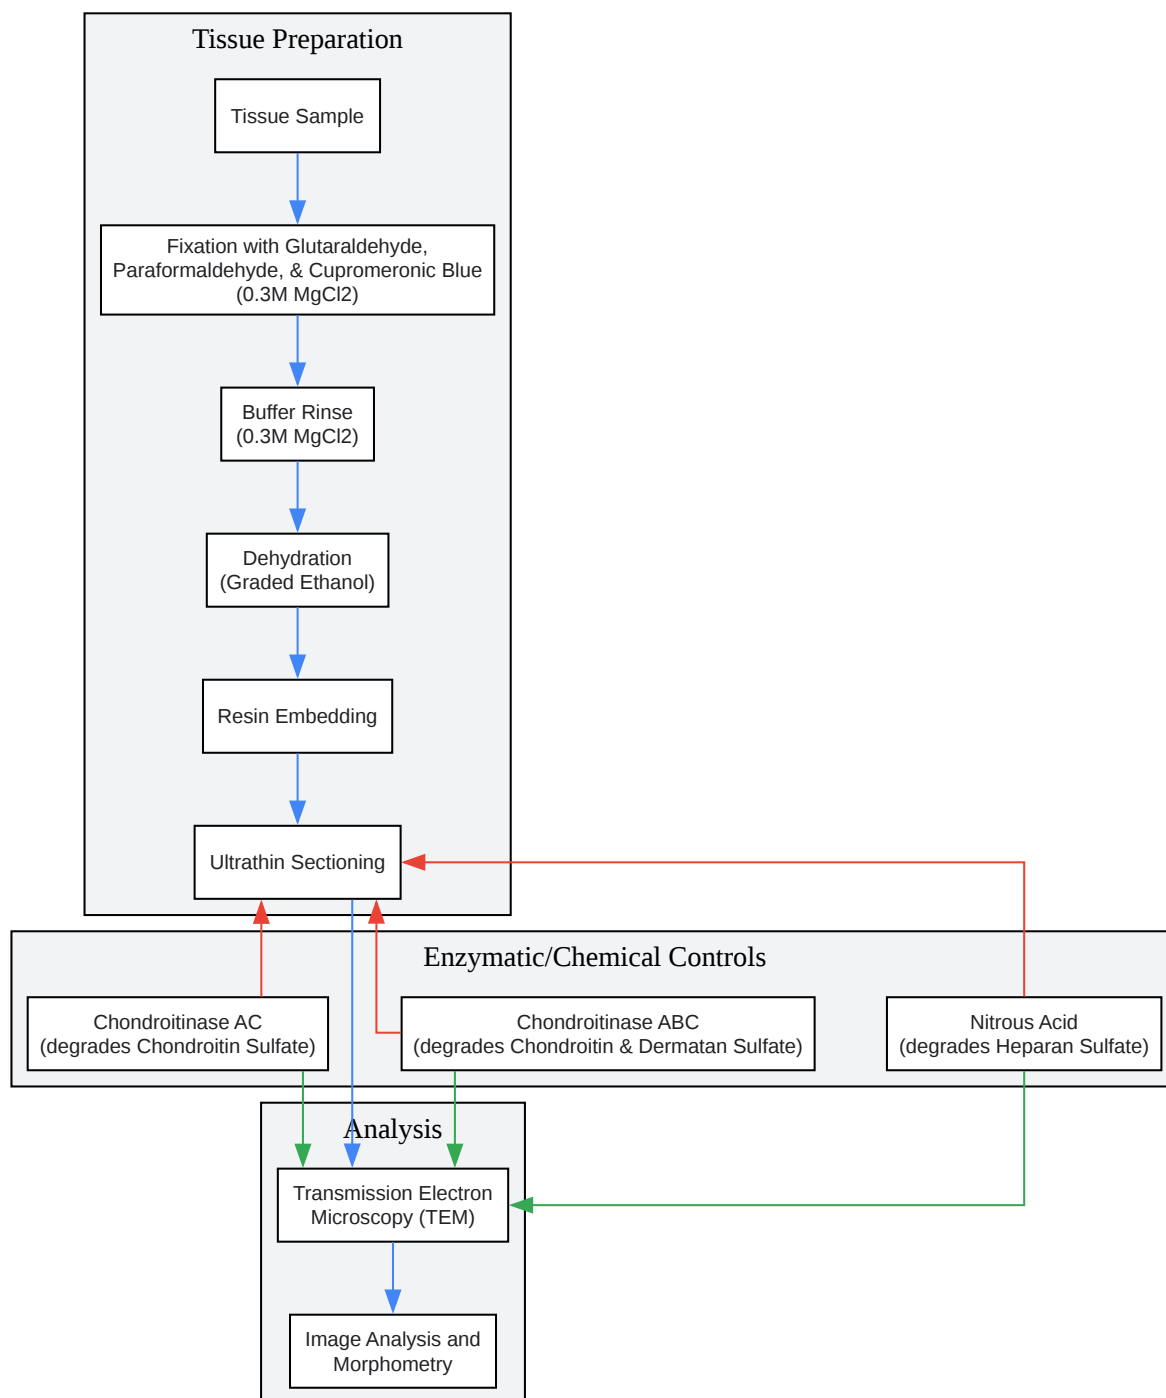 Tissue Preparation
Tissue Sample
Fixation with Glutaraldehyde,
Paraformaldehyde, & Cupromeronic Blue
(0.3M MgCl2)
Buffer Rinse
(0.3M MgCl2)
Dehydration
(Graded Ethanol)
Resin Embedding
Ultrathin Sectioning
Enzymatic/Chemical Controls
Chondroitinase AC
(degrades Chondroitin Sulfate)
Chondroitinase ABC
(degrades Chondroitin & Dermatan Sulfate)
Nitrous Acid
(degrades Heparan Sulfate)
Analysis
Transmission Electron
Microscopy (TEM)
Image Analysis and
Morphometry